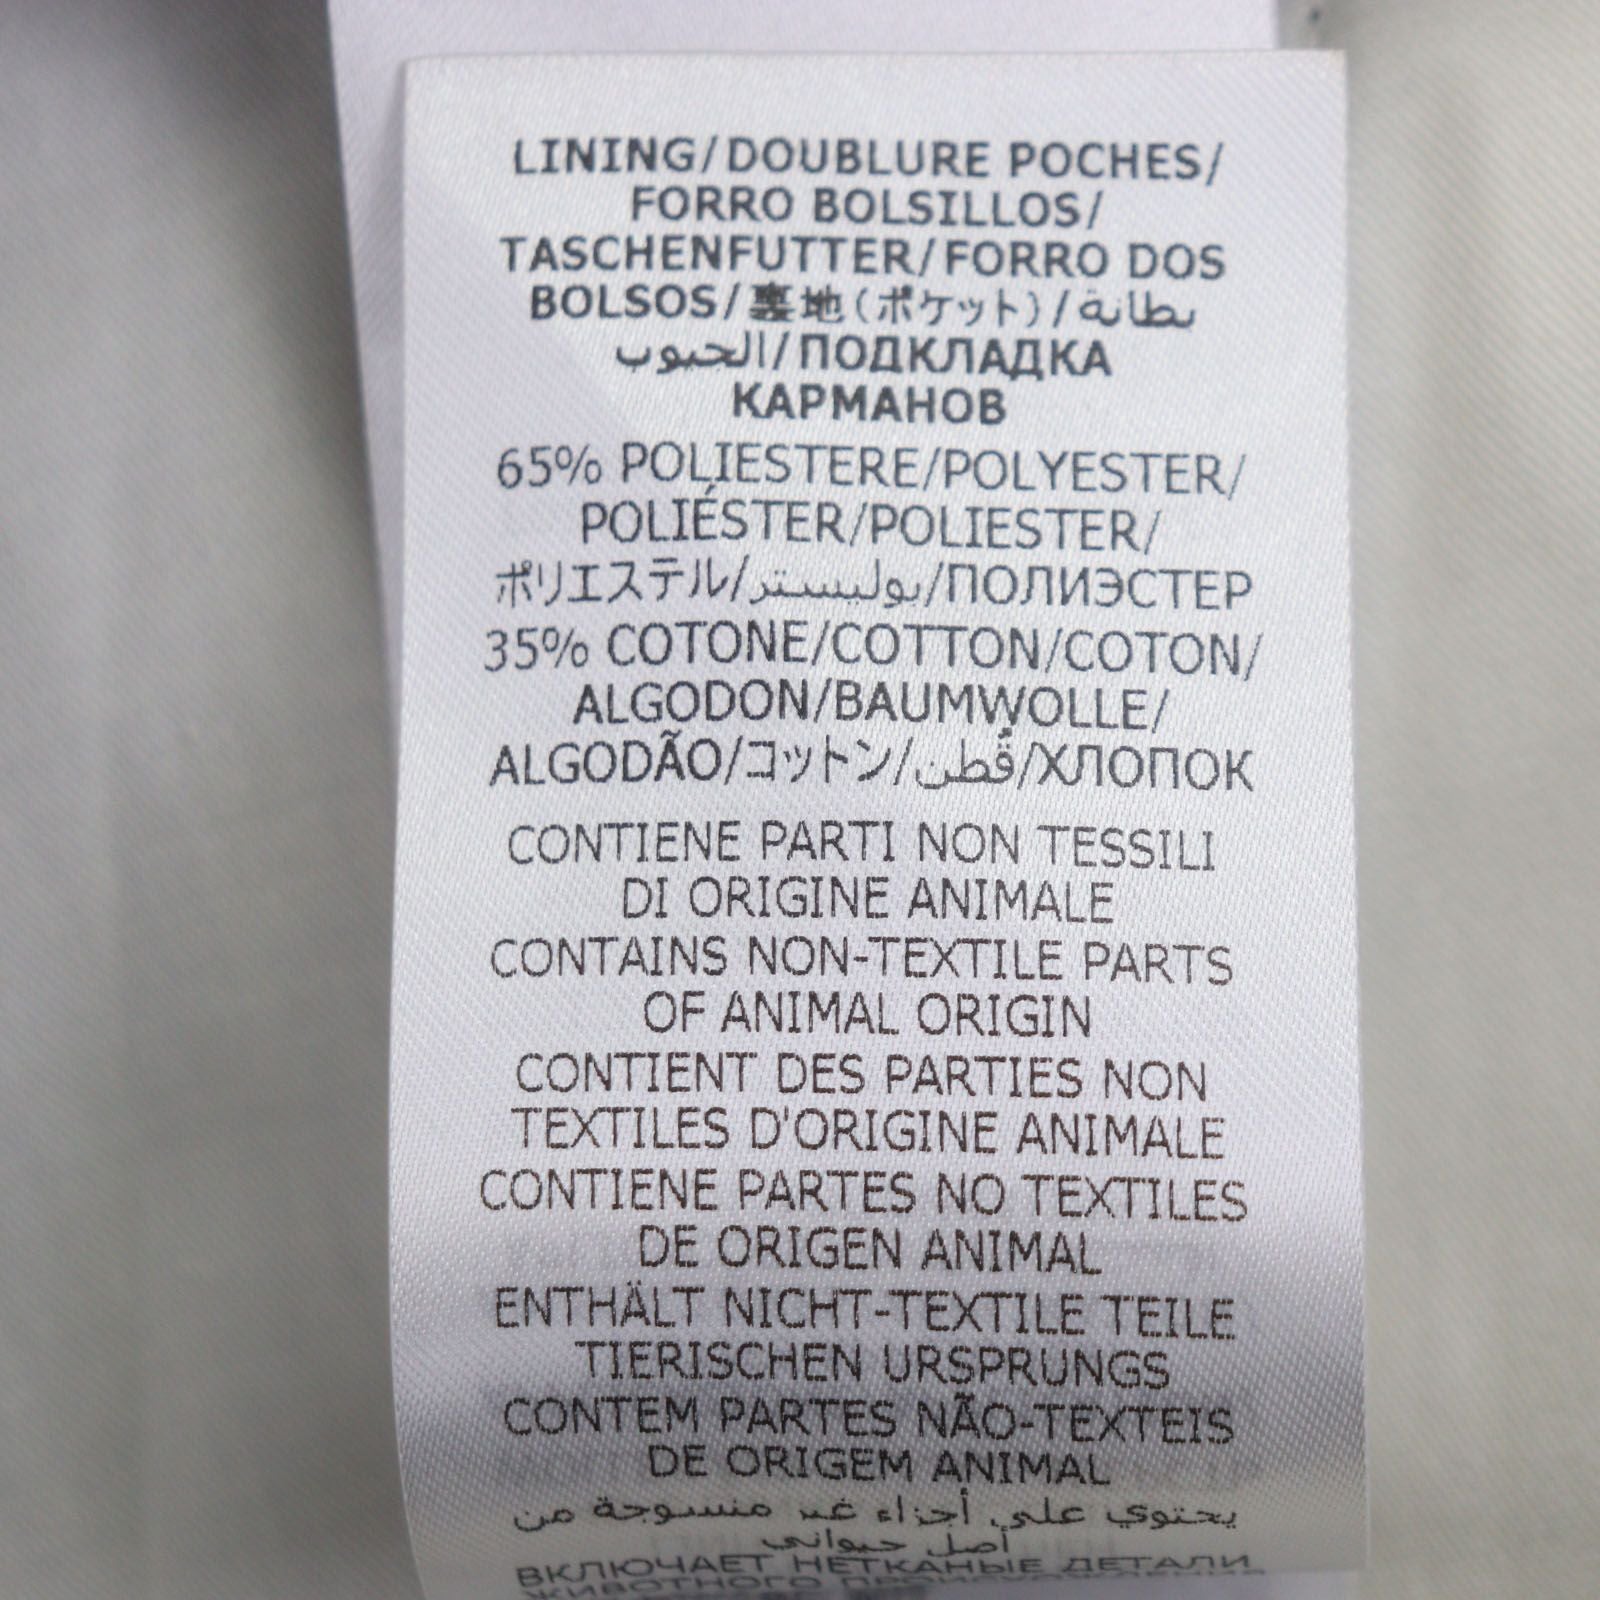 LINING/DOUBLURE POCHES/
FORRO BOLSILLOS/
TASCHENFUTTER/FORRO DOS
BOLSOS/裏地(ポケット)/بطانة
الجيوب/ПОДКЛАДКА
КАРМАНОВ
65% POLIESTERE/POLYESTER/
POLIÉSTER/POLIESTER/
ポリエステル/بوليستر/ПОЛИЭСТЕР
35% COTONE/COTTON/COTON/
ALGODON/BAUMWOLLE/
ALGODÃO/コットン/قُطن/ХЛОПОК
CONTIENE PARTI NON TESSILI
DI ORIGINE ANIMALE
CONTAINS NON-TEXTILE PARTS
OF ANIMAL ORIGIN
CONTIENT DES PARTIES NON
TEXTILES D'ORIGINE ANIMALE
CONTIENE PARTES NO TEXTILES
DE ORIGEN ANIMAL
ENTHÄLT NICHT-TEXTILE TEILE
TIERISCHEN URSPRUNGS
CONTEM PARTES NÃO-TEXTEIS
DE ORIGEM ANIMAL
يحتوي على أجزاء غير منسوجة من
أصل حيواني
ВКЛЮЧАЕТ НЕТКАНЫЕ ДЕТАЛИ
ЖИВОТНОГО ПРОИСХОЖДЕНИЯ